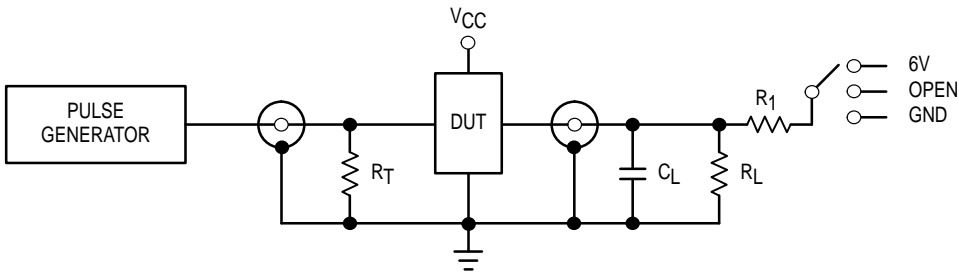 VCC
PULSE
GENERATOR
DUT
RT
CL
RL
R1
6V
OPEN
GND